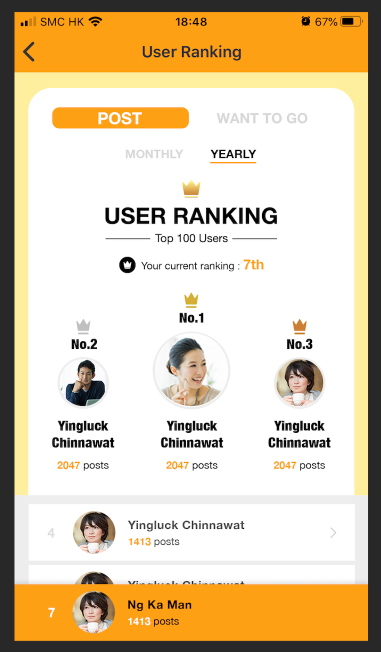 SMC HK 18:48 67%
User Ranking
POST WANT TO GO
MONTHLY YEARLY
USER RANKING
Top 100 Users
Your current ranking : 7th
No.1
No.2
No.3
Yingluck Chinnawat
Yingluck Chinnawat
Yingluck Chinnawat
2047 posts
2047 posts
2047 posts
4 Yingluck Chinnawat
1413 posts
Yingluck Chinnawat
7 Ng Ka Man
1413 posts